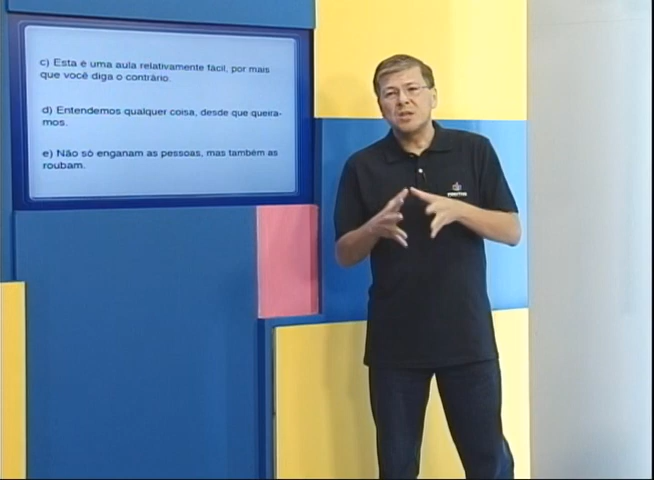 c) Esta é uma aula relativamente fácil, por mais
que você diga o contrário.
d) Entendemos qualquer coisa, desde que queira-
mos.
e) Não só enganam as pessoas, mas também as
roubam.